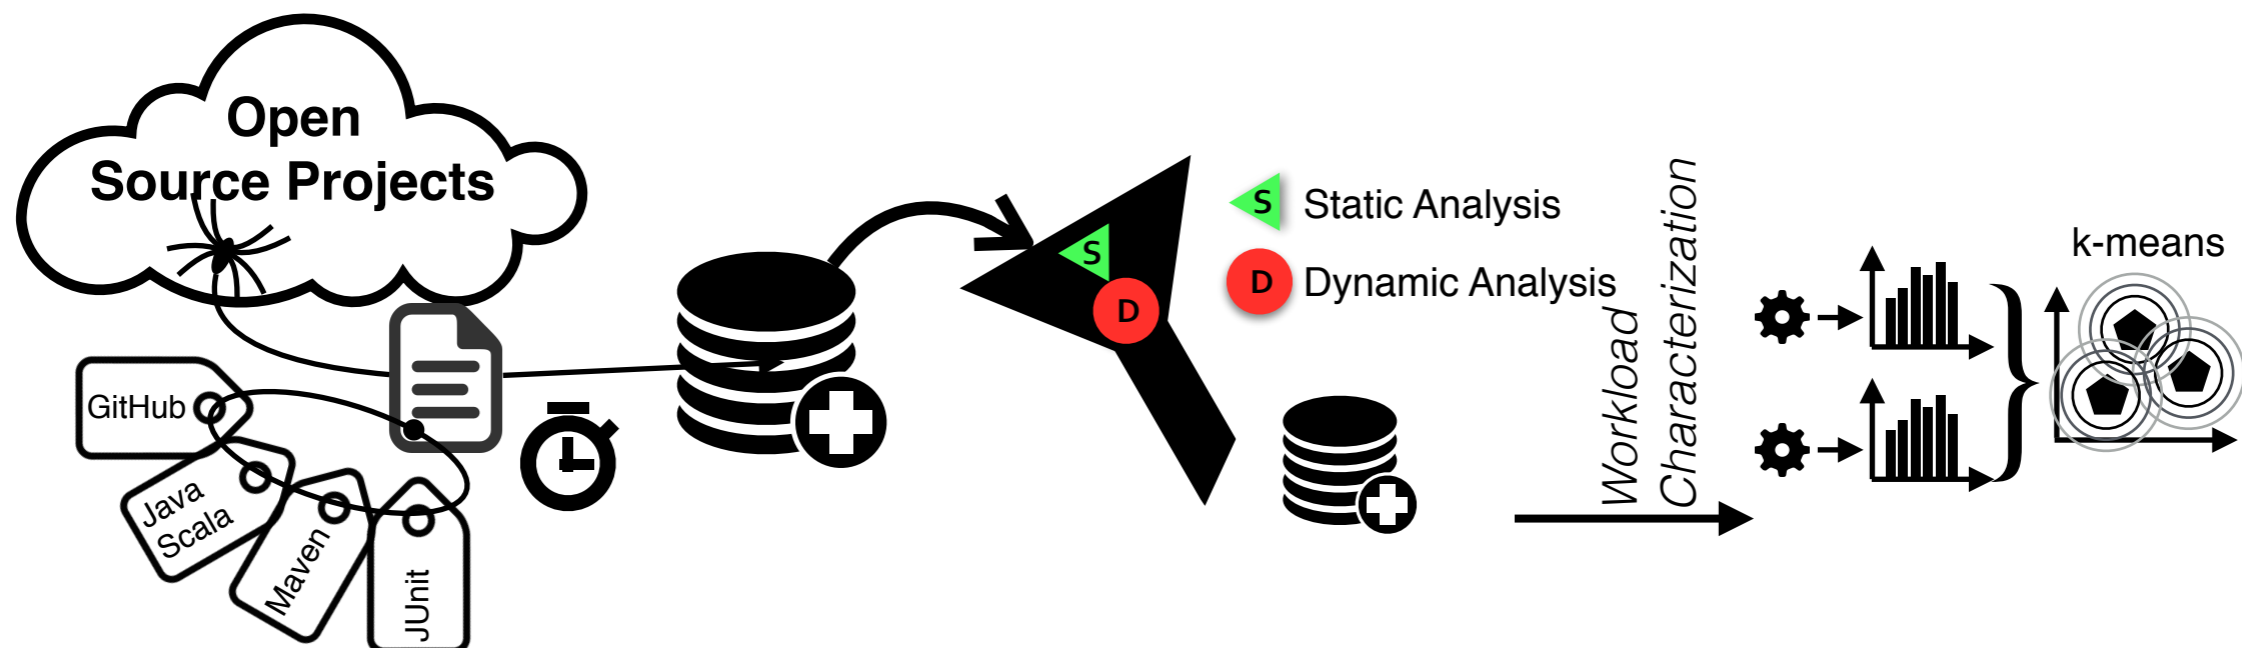 Open
Source Projects
GitHub
Java
Scala
Maven
JUnit
S
D
S Static Analysis
D Dynamic Analysis
Workload
Characterization
k-means